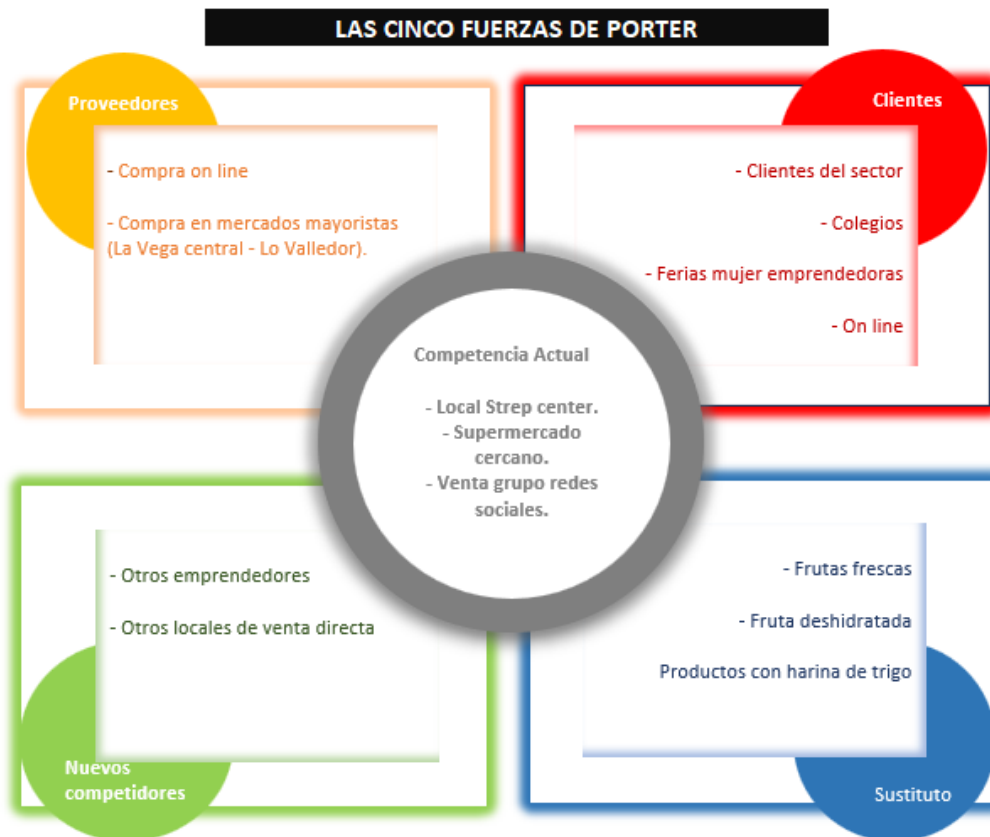 LAS CINCO FUERZAS DE PORTER
Proveedores
- Compra on line
- Compra en mercados mayoristas
(La Vega central - Lo Valledor).
Clientes
- Clientes del sector
- Colegios
- Ferias mujer emprendedoras
- On line
Competencia Actual
- Local Strep center.
- Supermercado
cercano.
- Venta grupo redes
sociales.
- Otros emprendedores
- Otros locales de venta directa
Nuevos
competidores
- Frutas frescas
- Fruta deshidratada
Productos con harina de trigo
Sustituto